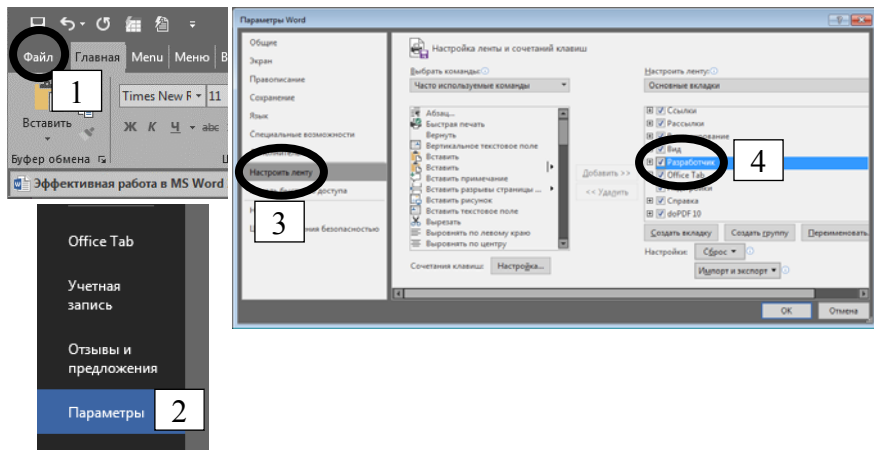 Файл Главная Menu Меню В
1
Times New F 11
Вставить
Ж К Ч abc
Буфер обмена
Эффективная работа в MS Word
Office Tab
Учетная
запись
Отзывы и
предложения
Параметры 2
Параметры Word
Общие
Экран
Правописание
Сохранение
Язык
Специальные возможности
Настроить ленту
доступа
3
безопасностью
Настройка ленты и сочетаний клавиш
Выбрать команды:
Часто используемые команды
Абзац...
Быстрая печать
Вернуть
Вертикальное текстовое поле
Вставить
Вставить
Вставить примечание
Вставить разрывы страницы ...
Вставить рисунок
Вставить текстовое поле
Вырезать
Выровнять по левому краю
Выровнять по центру
Сочетания клавиш: Настройка...
Добавить >>
<< Удалить
Настроить ленту:
Основные вкладки
Ссылки
Рассылки
Вид
Разработчик
4
Office Tab
Справка
doPDF 10
Создать вкладку Создать группу Переименовать.
Настройки: Сброс
Импорт и экспорт
ОК Отмена